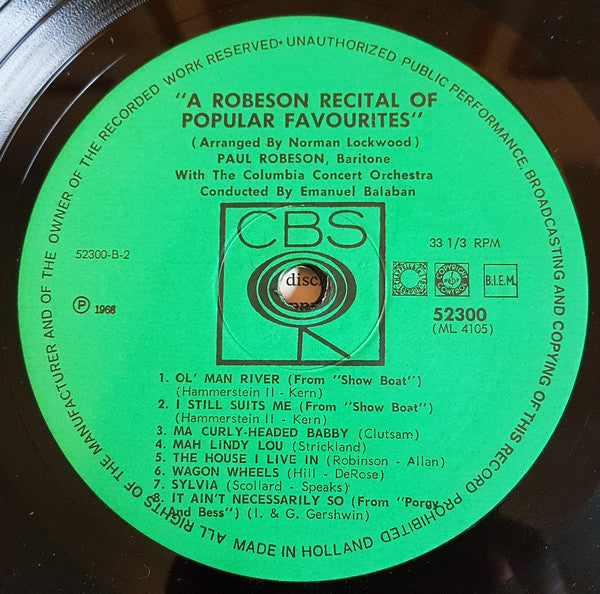 ALL RIGHTS OF THE MANUFACTURER AND OF THE OWNER OF THE RECORDED WORK RESERVED· UNAUTHORIZED PUBLIC PERFORMANCE, BROADCASTING AND COPYING OF THIS RECORD PROHIBITED
"A ROBESON RECITAL OF
POPULAR FAVOURITES"
(Arranged By Norman Lockwood)
PAUL ROBESON, Baritone
With The Columbia Concert Orchestra
Conducted By Emanuel Balaban
CBS
52300-B-2
33 1/3 RPM
disc
B.I.E.M.
℗ 1966
52300
(ML 4105)
1. OL' MAN RIVER (From "Show Boat")
(Hammerstein II - Kern)
2. I STILL SUITS ME (From "Show Boat")
(Hammerstein II - Kern)
3. MA CURLY-HEADED BABBY (Clutsam)
4. MAH LINDY LOU (Strickland)
5. THE HOUSE I LIVE IN (Robinson - Allan)
6. WAGON WHEELS (Hill - DeRose)
7. SYLVIA (Scollard - Speaks)
8. IT AIN'T NECESSARILY SO (From "Porgy
And Bess") (I. & G. Gershwin)
MADE IN HOLLAND